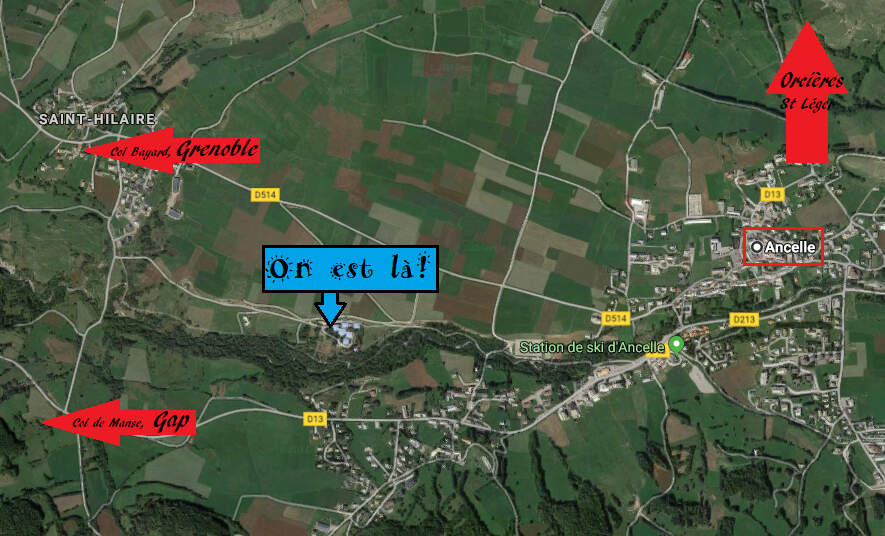 Orcières
St Léger
SAINT-HILAIRE
Col Bayard, Grenoble
D514
D13
Ancelle
On est là!
D514
D213
Station de ski d'Ancelle
Col de Manse, Gap
D13